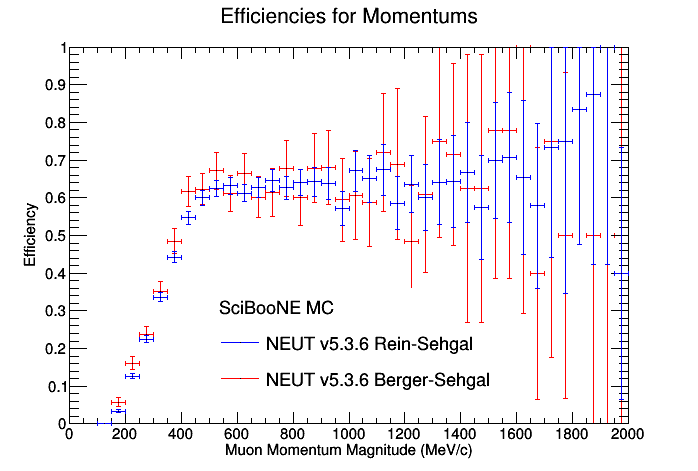 Efficiencies for Momentums
1
0.9
0.8
0.7
0.6
0.5
0.4
0.3
0.2
0.1
0
Efficiency
SciBooNE MC
NEUT v5.3.6 Rein-Sehgal
NEUT v5.3.6 Berger-Sehgal
0 200 400 600 800 1000 1200 1400 1600 1800 2000
Muon Momentum Magnitude (MeV/c)